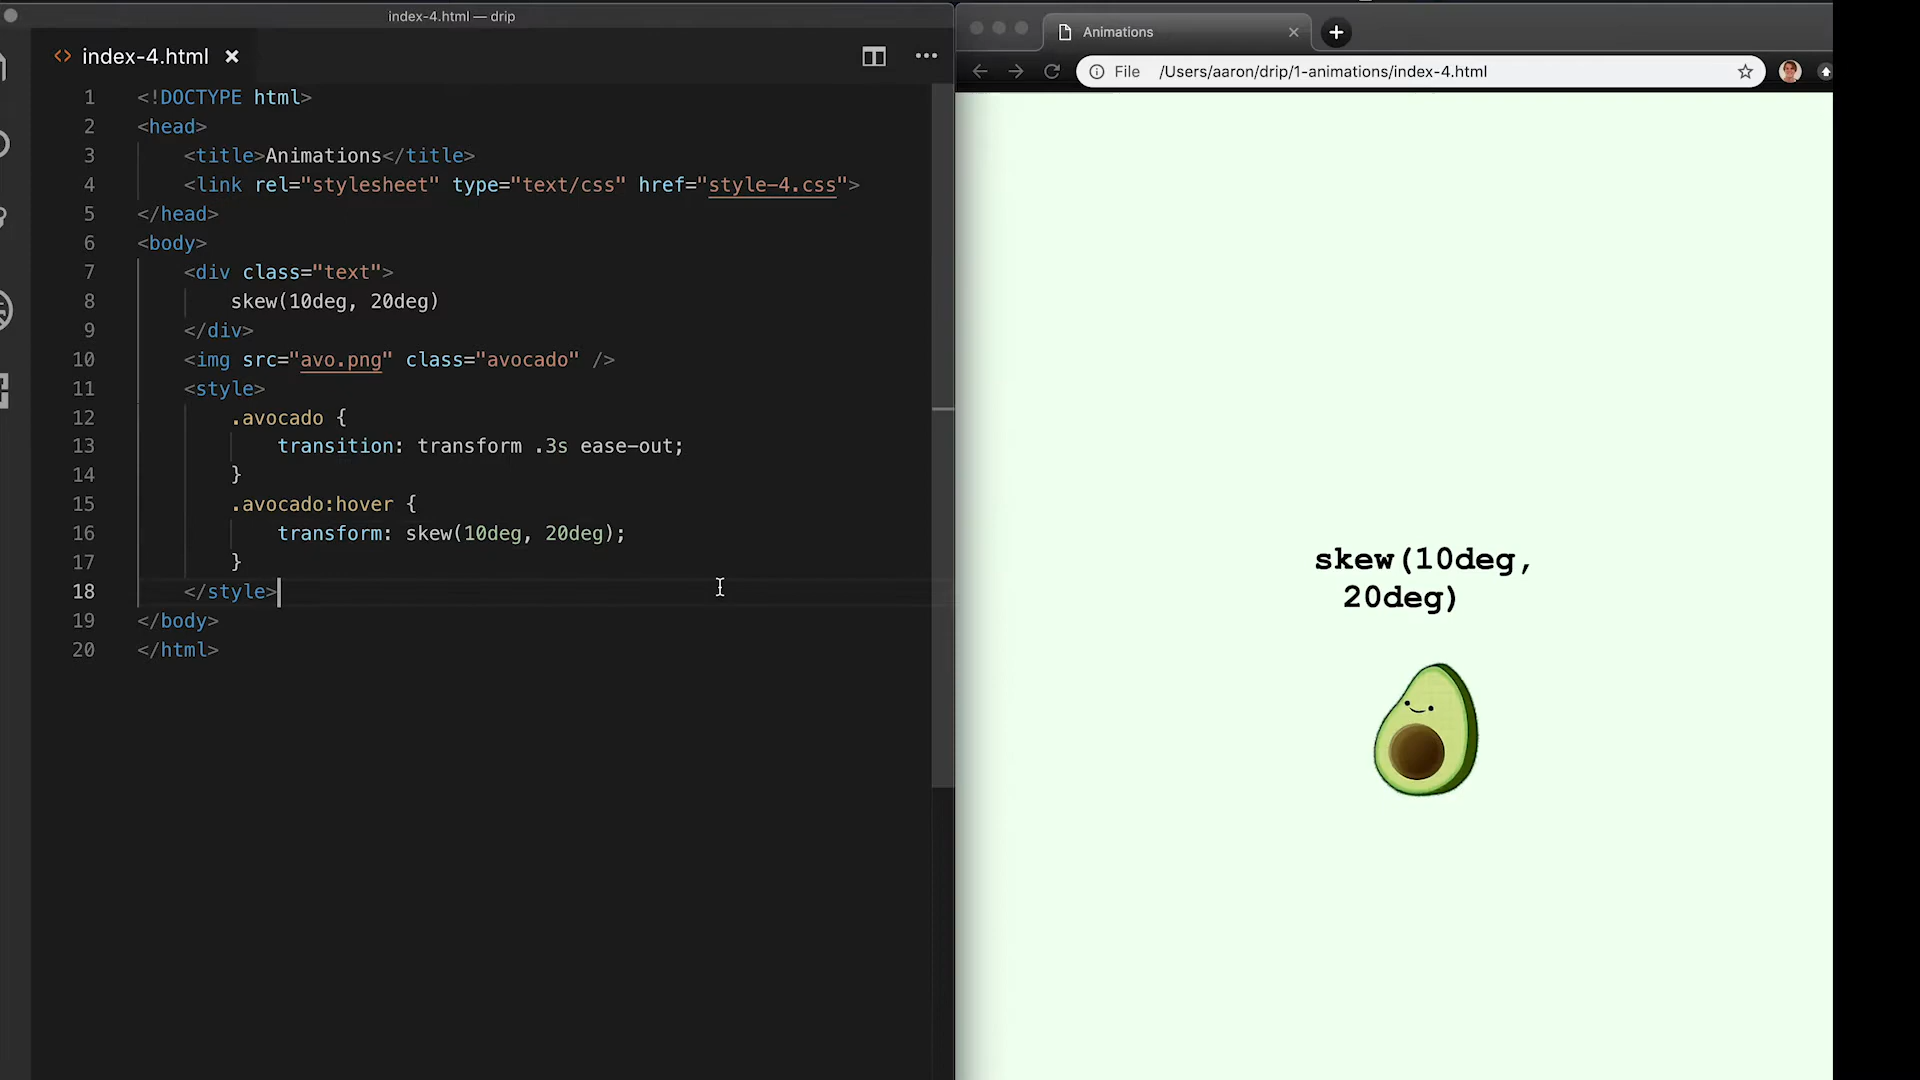 index-4.html — drip
index-4.html
1 <!DOCTYPE html>
2 <head>
3 <title>Animations</title>
4 <link rel="stylesheet" type="text/css" href="style-4.css">
5 </head>
6 <body>
7 <div class="text">
8 skew(10deg, 20deg)
9 </div>
10 <img src="avo.png" class="avocado" />
11 <style>
12 .avocado {
13 transition: transform .3s ease-out;
14 }
15 .avocado:hover {
16 transform: skew(10deg, 20deg);
17 }
18 </style>
19 </body>
20 </html>
Animations
File /Users/aaron/drip/1-animations/index-4.html
skew(10deg,
20deg)